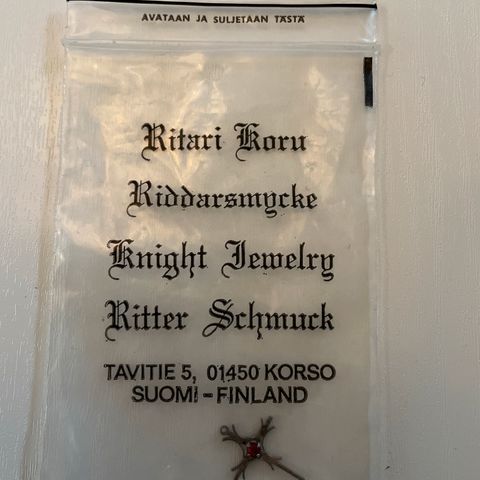 AVATAAN JA SULJETAAN TÄSTÄ
Ritari Koru
Riddarsmycke
Knight Jewelry
Ritter Schmuck
TAVITIE 5, 01450 KORSO
SUOMI - FINLAND